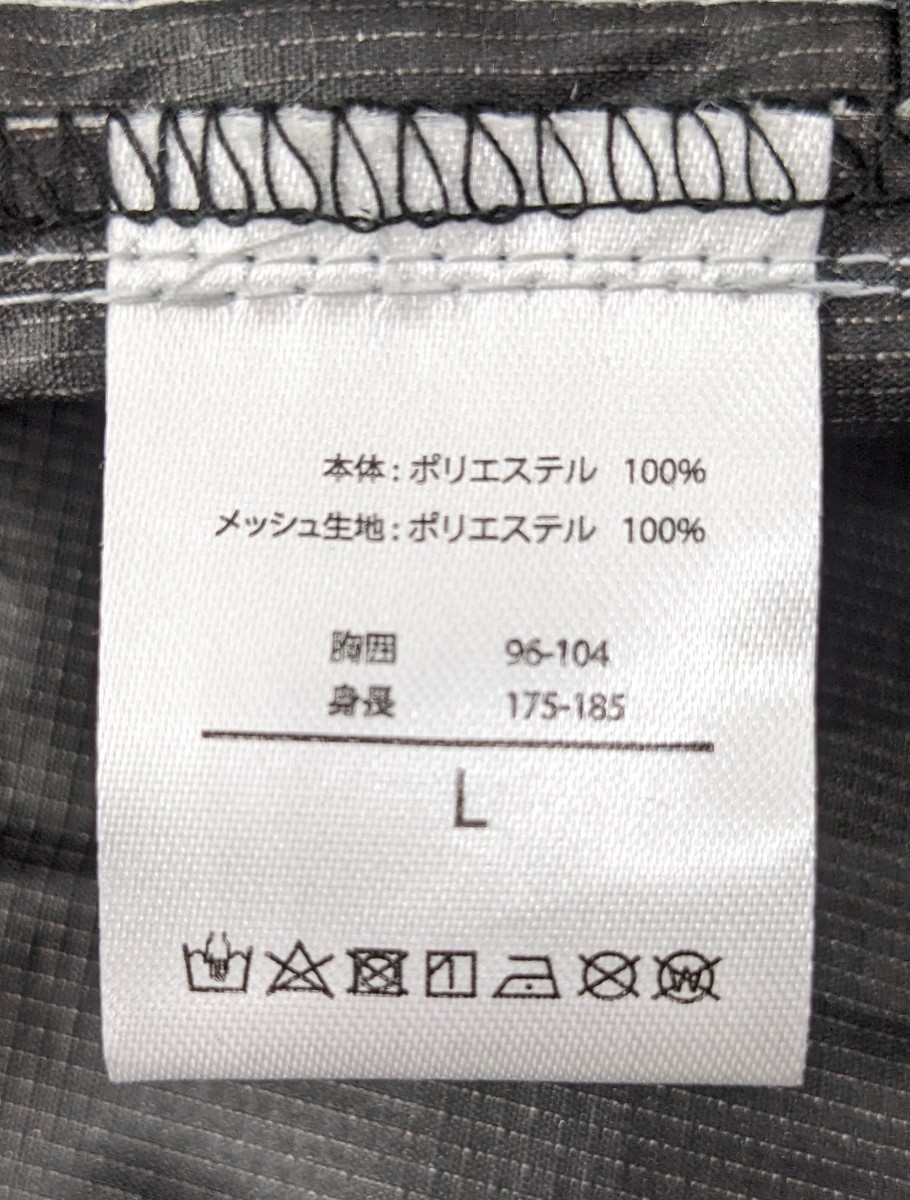 本体：ポリエステル 100%
メッシュ生地：ポリエステル 100%
胸囲 96-104
身長 175-185
L